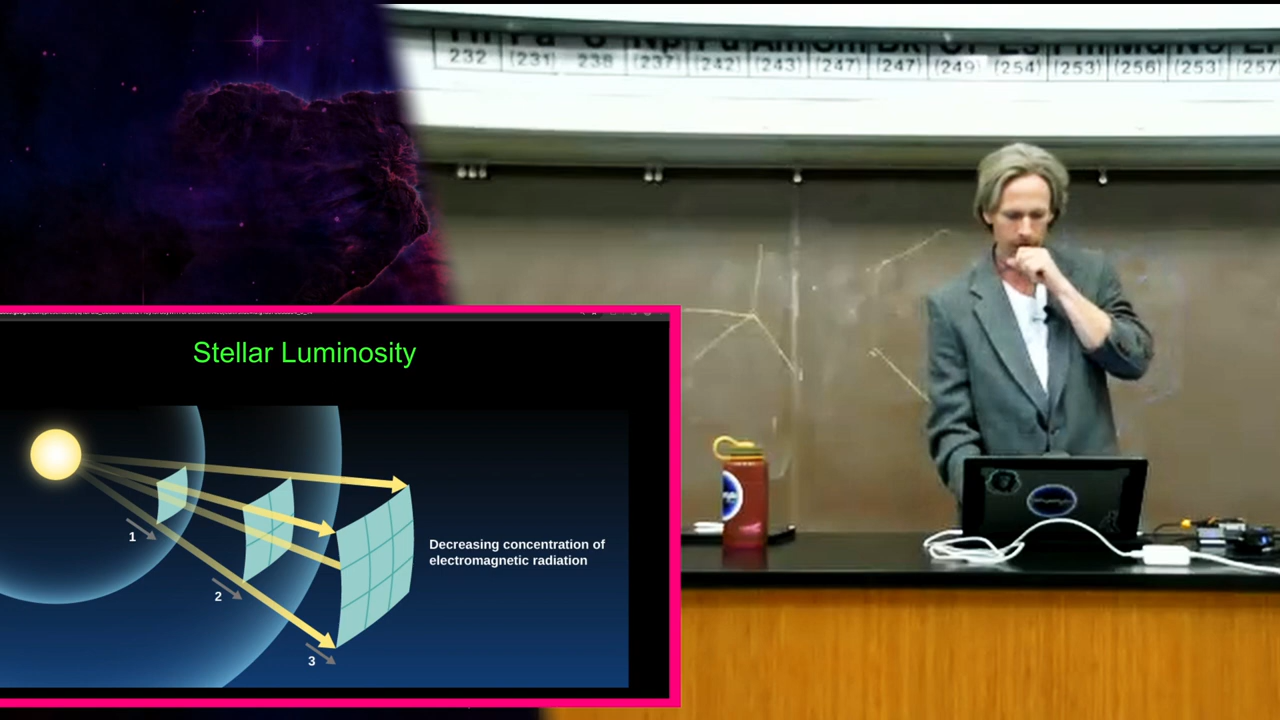 232 (231) 238 (237) (242) (243) (247) (247) (249) (254) (253) (256) (253) (257
Stellar Luminosity
1
2
3
Decreasing concentration of
electromagnetic radiation